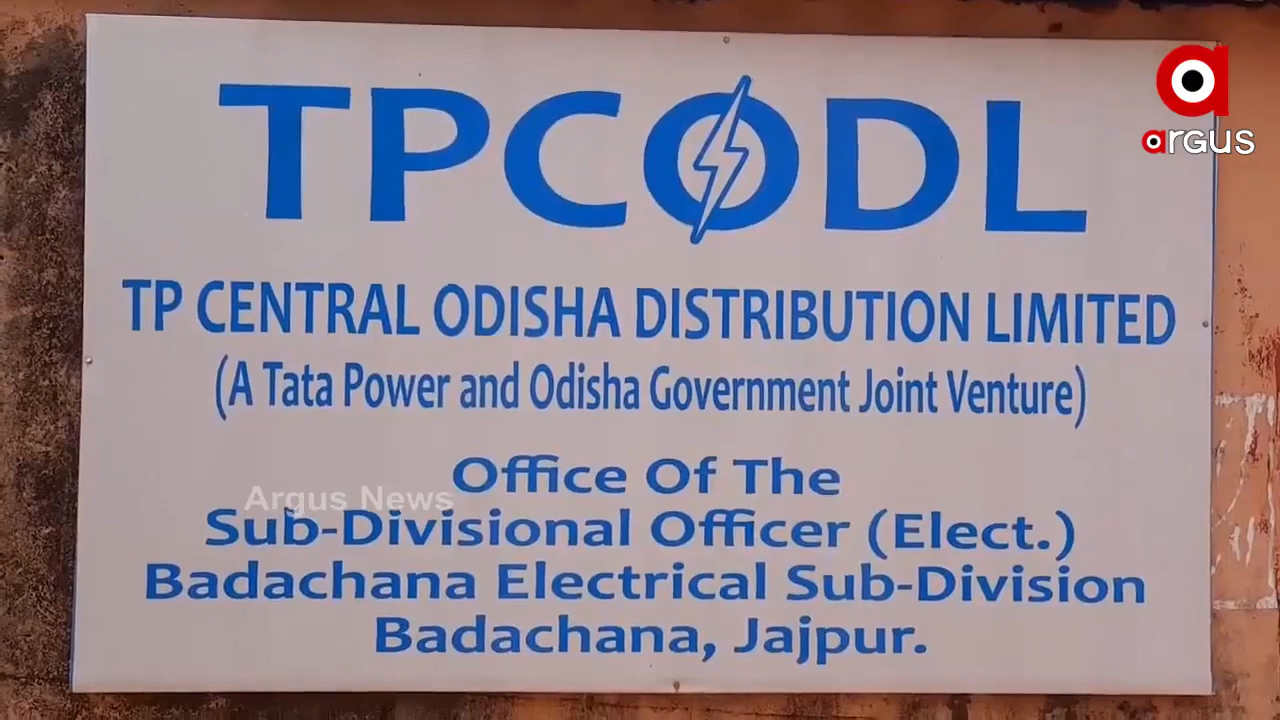 TPCODL
TP CENTRAL ODISHA DISTRIBUTION LIMITED
(A Tata Power and Odisha Government Joint Venture)
Office Of The
Sub-Divisional Officer (Elect.)
Badachana Electrical Sub-Division
Badachana, Jajpur.
argus
Argus News